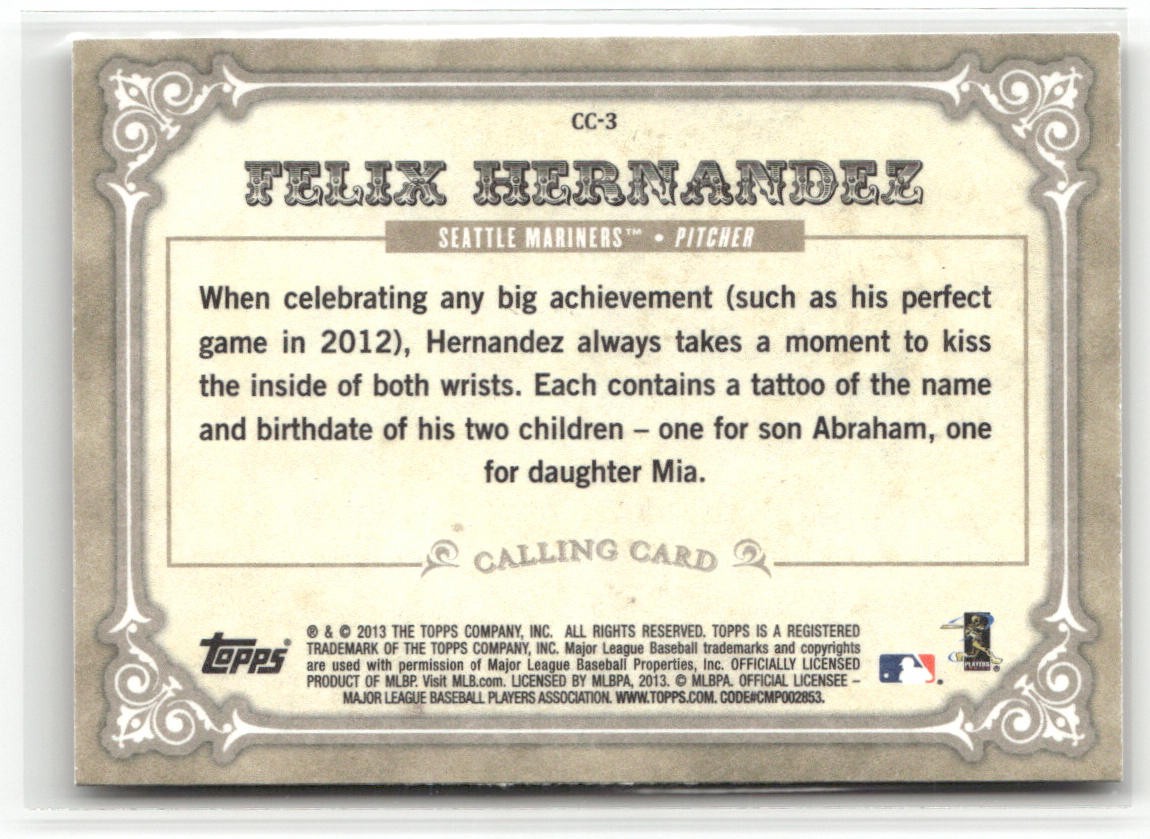 CC-3
FELIX HERNANDEZ
SEATTLE MARINERS™ • PITCHER
When celebrating any big achievement (such as his perfect
game in 2012), Hernandez always takes a moment to kiss
the inside of both wrists. Each contains a tattoo of the name
and birthdate of his two children – one for son Abraham, one
for daughter Mia.
CALLING CARD
Topps®
® & © 2013 THE TOPPS COMPANY, INC. ALL RIGHTS RESERVED. TOPPS IS A REGISTERED
TRADEMARK OF THE TOPPS COMPANY, INC. Major League Baseball trademarks and copyrights
are used with permission of Major League Baseball Properties, Inc. OFFICIALLY LICENSED
PRODUCT OF MLBP. Visit MLB.com. LICENSED BY MLBPA, 2013. © MLBPA. OFFICIAL LICENSEE –
MAJOR LEAGUE BASEBALL PLAYERS ASSOCIATION. WWW.TOPPS.COM. CODE#CMP002853.
PLAYERS